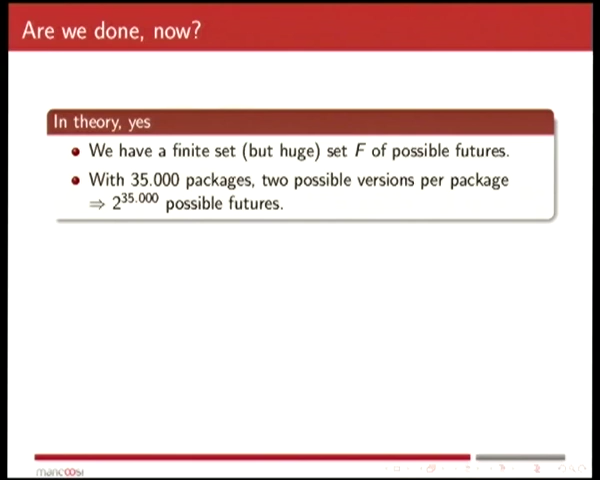 Are we done, now?
In theory, yes
We have a finite set (but huge) set F of possible futures.
With 35.000 packages, two possible versions per package
⇒ 2^35.000 possible futures.
mancoosi